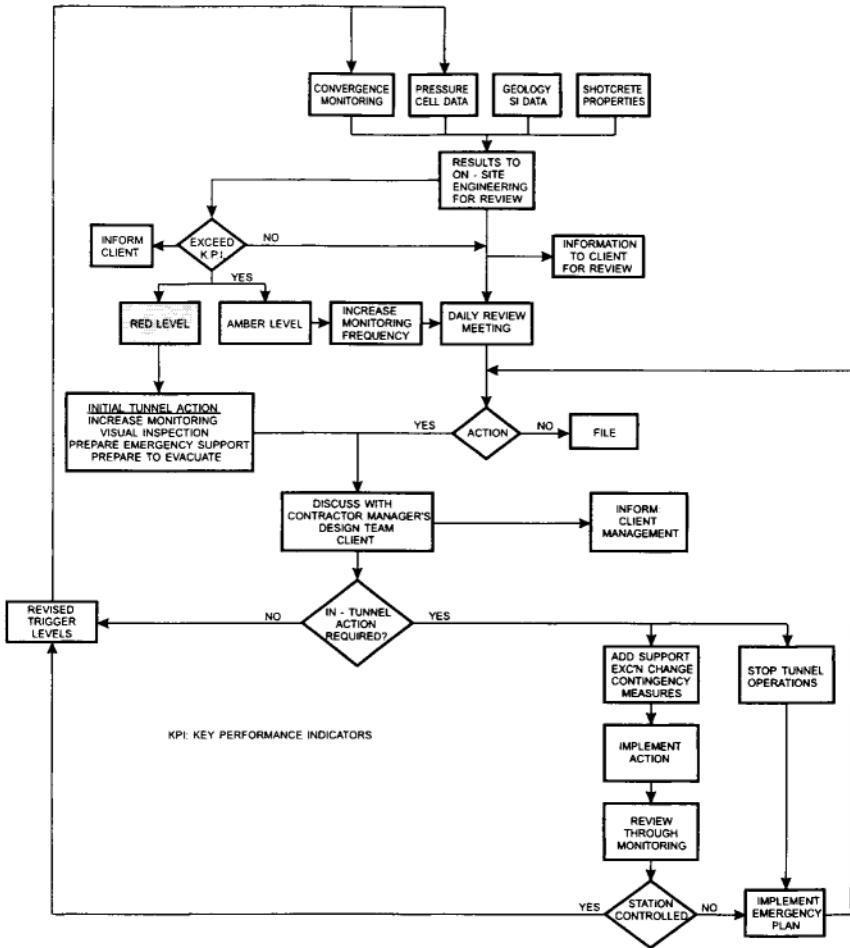 CONVERGENCE
MONITORING
PRESSURE
CELL DATA
GEOLOGY
SI DATA
SHOTCRETE
PROPERTIES
RESULTS TO
ON - SITE
ENGINEERING
FOR REVIEW
INFORM
CLIENT
EXCEED
K.P.I.
NO
INFORMATION
TO CLIENT
FOR REVIEW
YES
RED LEVEL
AMBER LEVEL
INCREASE
MONITORING
FREQUENCY
DAILY REVIEW
MEETING
INITIAL TUNNEL ACTION
INCREASE MONITORING
VISUAL INSPECTION
PREPARE EMERGENCY SUPPORT
PREPARE TO EVACUATE
YES
ACTION
NO
FILE
DISCUSS WITH
CONTRACTOR MANAGER'S
DESIGN TEAM
CLIENT
INFORM
CLIENT
MANAGEMENT
REVISED
TRIGGER
LEVELS
NO
IN - TUNNEL
ACTION
REQUIRED?
YES
ADD SUPPORT
EXC'N CHANGE
CONTINGENCY
MEASURES
STOP TUNNEL
OPERATIONS
KPI: KEY PERFORMANCE INDICATORS
IMPLEMENT
ACTION
REVIEW
THROUGH
MONITORING
YES
STATION
CONTROLLED
NO
IMPLEMENT
EMERGENCY
PLAN